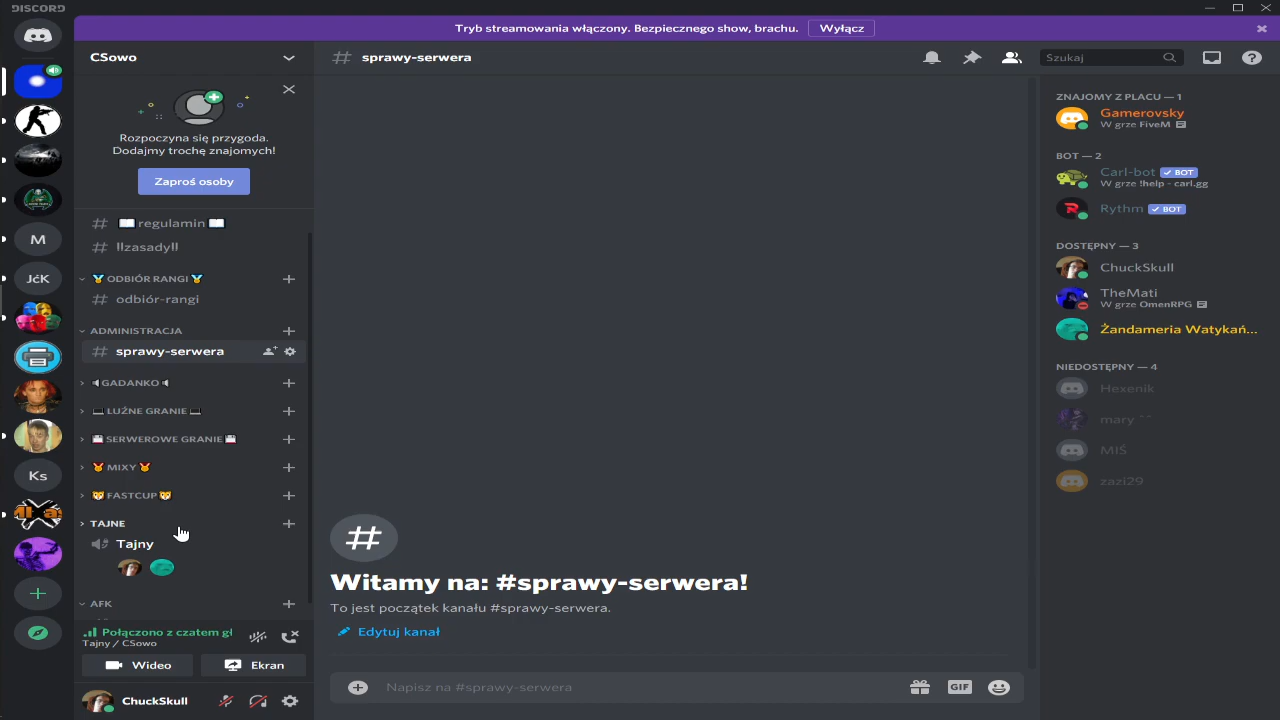 DISCORD
Tryb streamowania włączony. Bezpiecznego show, brachu.
Wyłącz
CSowo
sprawy-serwera
Szukaj
Rozpoczyna się przygoda.
Dodajmy trochę znajomych!
Zaproś osoby
regulamin
!!zasady!!
ODBIÓR RANGI
odbiór-rangi
ADMINISTRACJA
sprawy-serwera
GADANKO
LUŹNE GRANIE
SERWEROWE GRANIE
MIXY
FASTCUP
TAJNE
Tajny
AFK
Połączono z czatem gł
Tajny / CSowo
Wideo
Ekran
ChuckSkull
M
JćK
Ks
Witamy na: #sprawy-serwera!
To jest początek kanału #sprawy-serwera.
Edytuj kanał
Napisz na #sprawy-serwera
GIF
ZNAJOMY Z PLACU — 1
Gamerovsky
W grze FiveM
BOT — 2
Carl-bot BOT
W grze !help - carl.gg
Rythm BOT
DOSTĘPNY — 3
ChuckSkull
TheMati
W grze OmenRPG
Żandameria Watykań...
NIEDOSTĘPNY — 4
Hexenik
mary ^^
MIŚ
zazi29